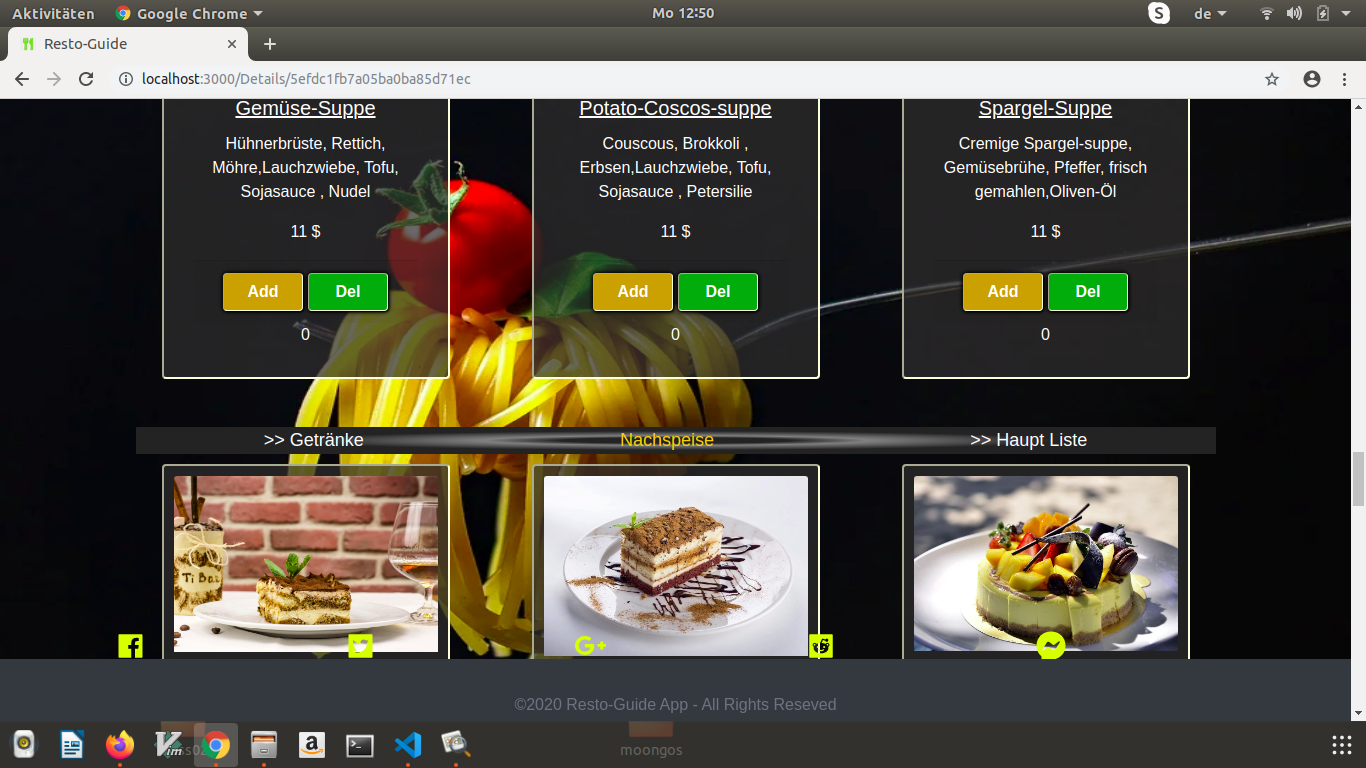 Aktivitäten
Google Chrome
Mo 12:50
de
Resto-Guide
localhost:3000/Details/5efdc1fb7a05ba0ba85d71ec
Gemüse-Suppe
Hühnerbrüste, Rettich,
Möhre,Lauchzwiebe, Tofu,
Sojasauce , Nudel
11 $
Add
Del
0
Potato-Coscos-suppe
Couscous, Brokkoli ,
Erbsen,Lauchzwiebe, Tofu,
Sojasauce , Petersilie
11 $
Add
Del
0
Spargel-Suppe
Cremige Spargel-suppe,
Gemüsebrühe, Pfeffer, frisch
gemahlen,Oliven-Öl
11 $
Add
Del
0
>> Getränke
Nachspeise
>> Haupt Liste
©2020 Resto-Guide App - All Rights Reseved
moongos